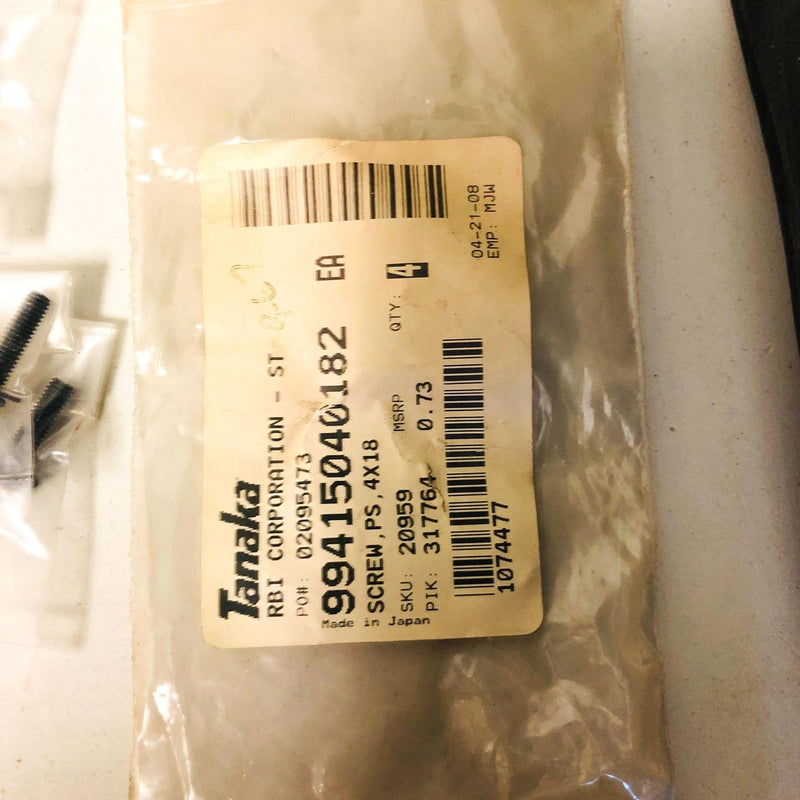 Tanaka
RBI CORPORATION - ST
PO#: 02095473
99415040182 EA
SCREW,PS,4X18
SKU: 20959 MSRP QTY: 4
PIK: 317764 0.73
Made in Japan
1074477
04-21-08
EMP: MJW